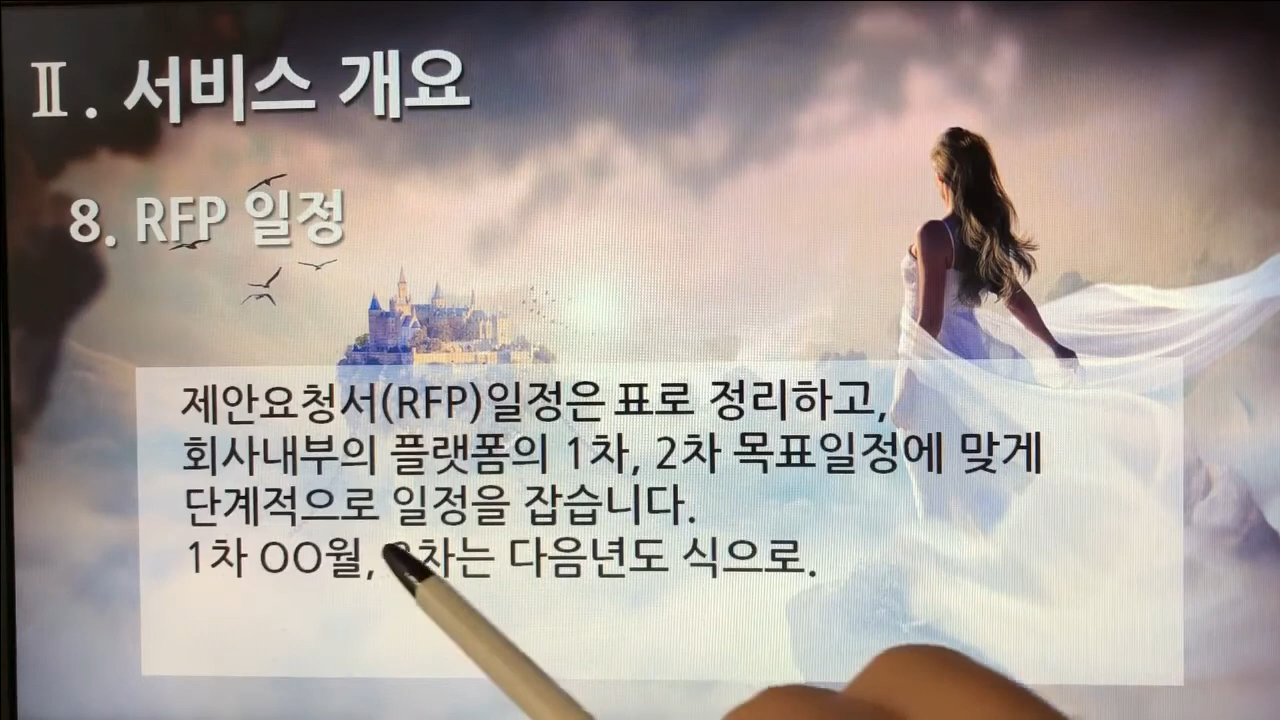 Ⅱ. 서비스 개요
8. RFP 일정
제안요청서(RFP)일정은 표로 정리하고,
회사내부의 플랫폼의 1차, 2차 목표일정에 맞게
단계적으로 일정을 잡습니다.
1차 OO월, 2차는 다음년도 식으로.